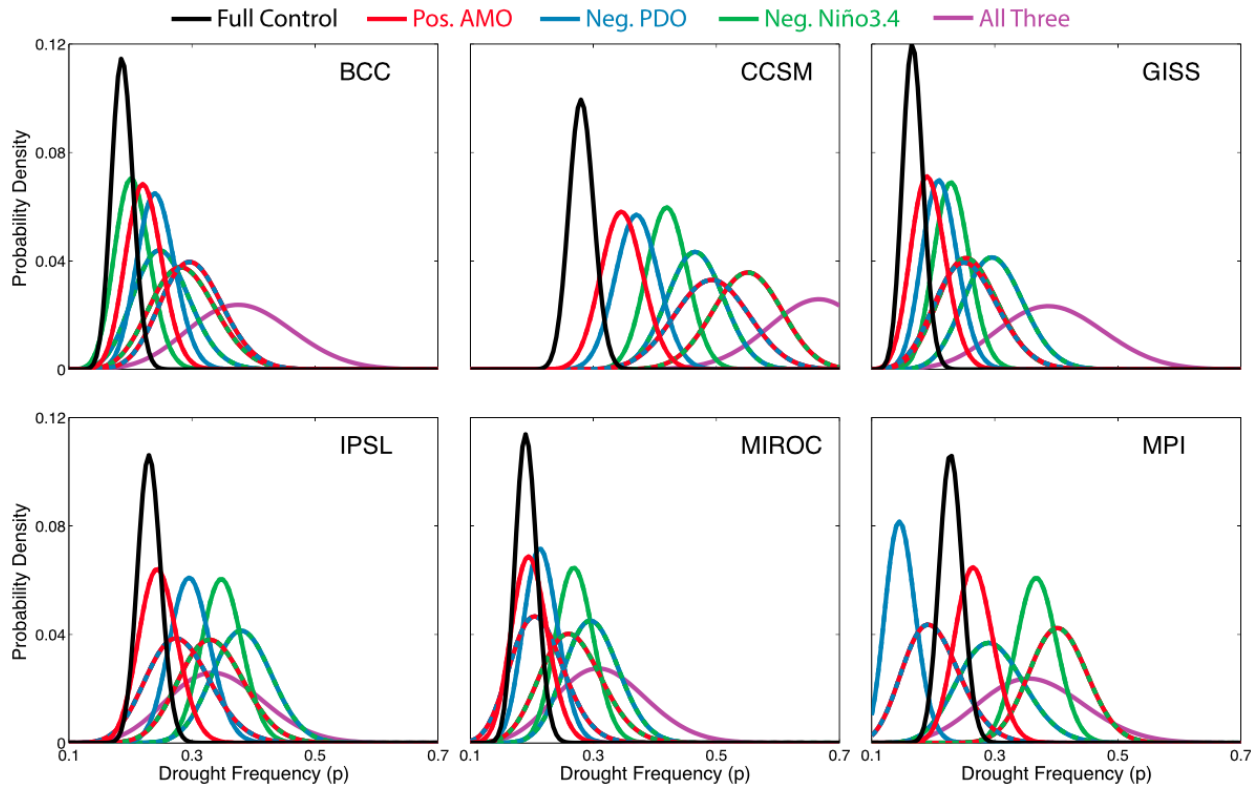 Full Control Pos. AMO Neg. PDO Neg. Niño3.4 All Three
0.12
BCC
CCSM
GISS
0.08
0.04
0
Probability Density
0.12
IPSL
MIROC
MPI
0.08
0.04
0
Probability Density
0.1 0.3 0.5 0.7 0.1 0.3 0.5 0.7 0.1 0.3 0.5 0.7
Drought Frequency (p) Drought Frequency (p) Drought Frequency (p)